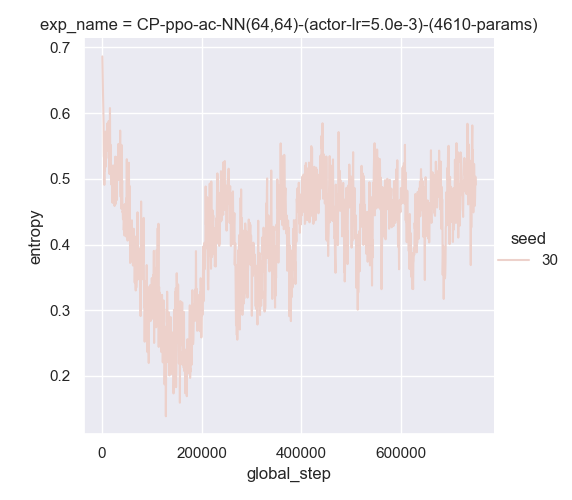 exp_name = CP-ppo-ac-NN(64,64)-(actor-lr=5.0e-3)-(4610-params)
0.7
0.6
0.5
0.4
0.3
0.2
entropy
0
200000
400000
600000
global_step
seed
30